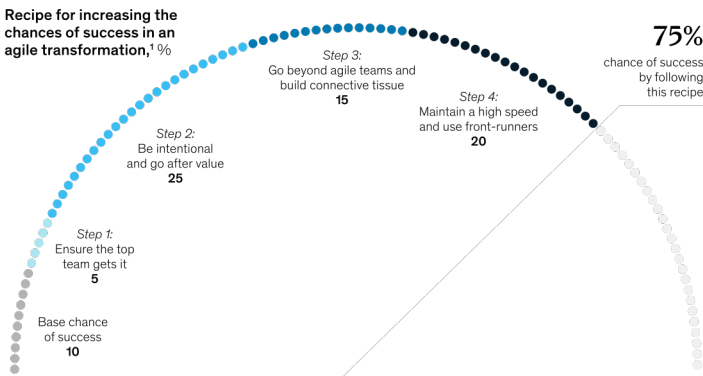 Recipe for increasing the
chances of success in an
agile transformation,¹ %
75%
chance of success
by following
this recipe
Step 3:
Go beyond agile teams and
build connective tissue
15
Step 4:
Maintain a high speed
and use front-runners
20
Step 2:
Be intentional
and go after value
25
Step 1:
Ensure the top
team gets it
5
Base chance
of success
10